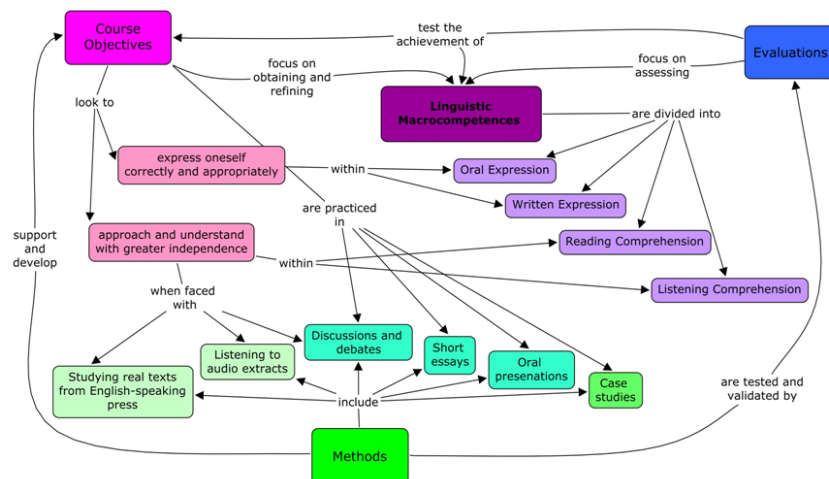 Course
Objectives
test the
achievement of
Evaluations
focus on
obtaining and
refining
focus on
assessing
look to
Linguistic
Macrocompetences
are divided into
express oneself
correctly and appropriately
within
Oral Expression
Written Expression
are practiced
in
support
and
develop
approach and understand
with greater independence
within
Reading Comprehension
Listening Comprehension
when faced
with
Discussions and
debates
Short
essays
Oral
presenations
Listening to
audio extracts
Studying real texts
from English-speaking
press
Case
studies
include
are tested and
validated by
Methods